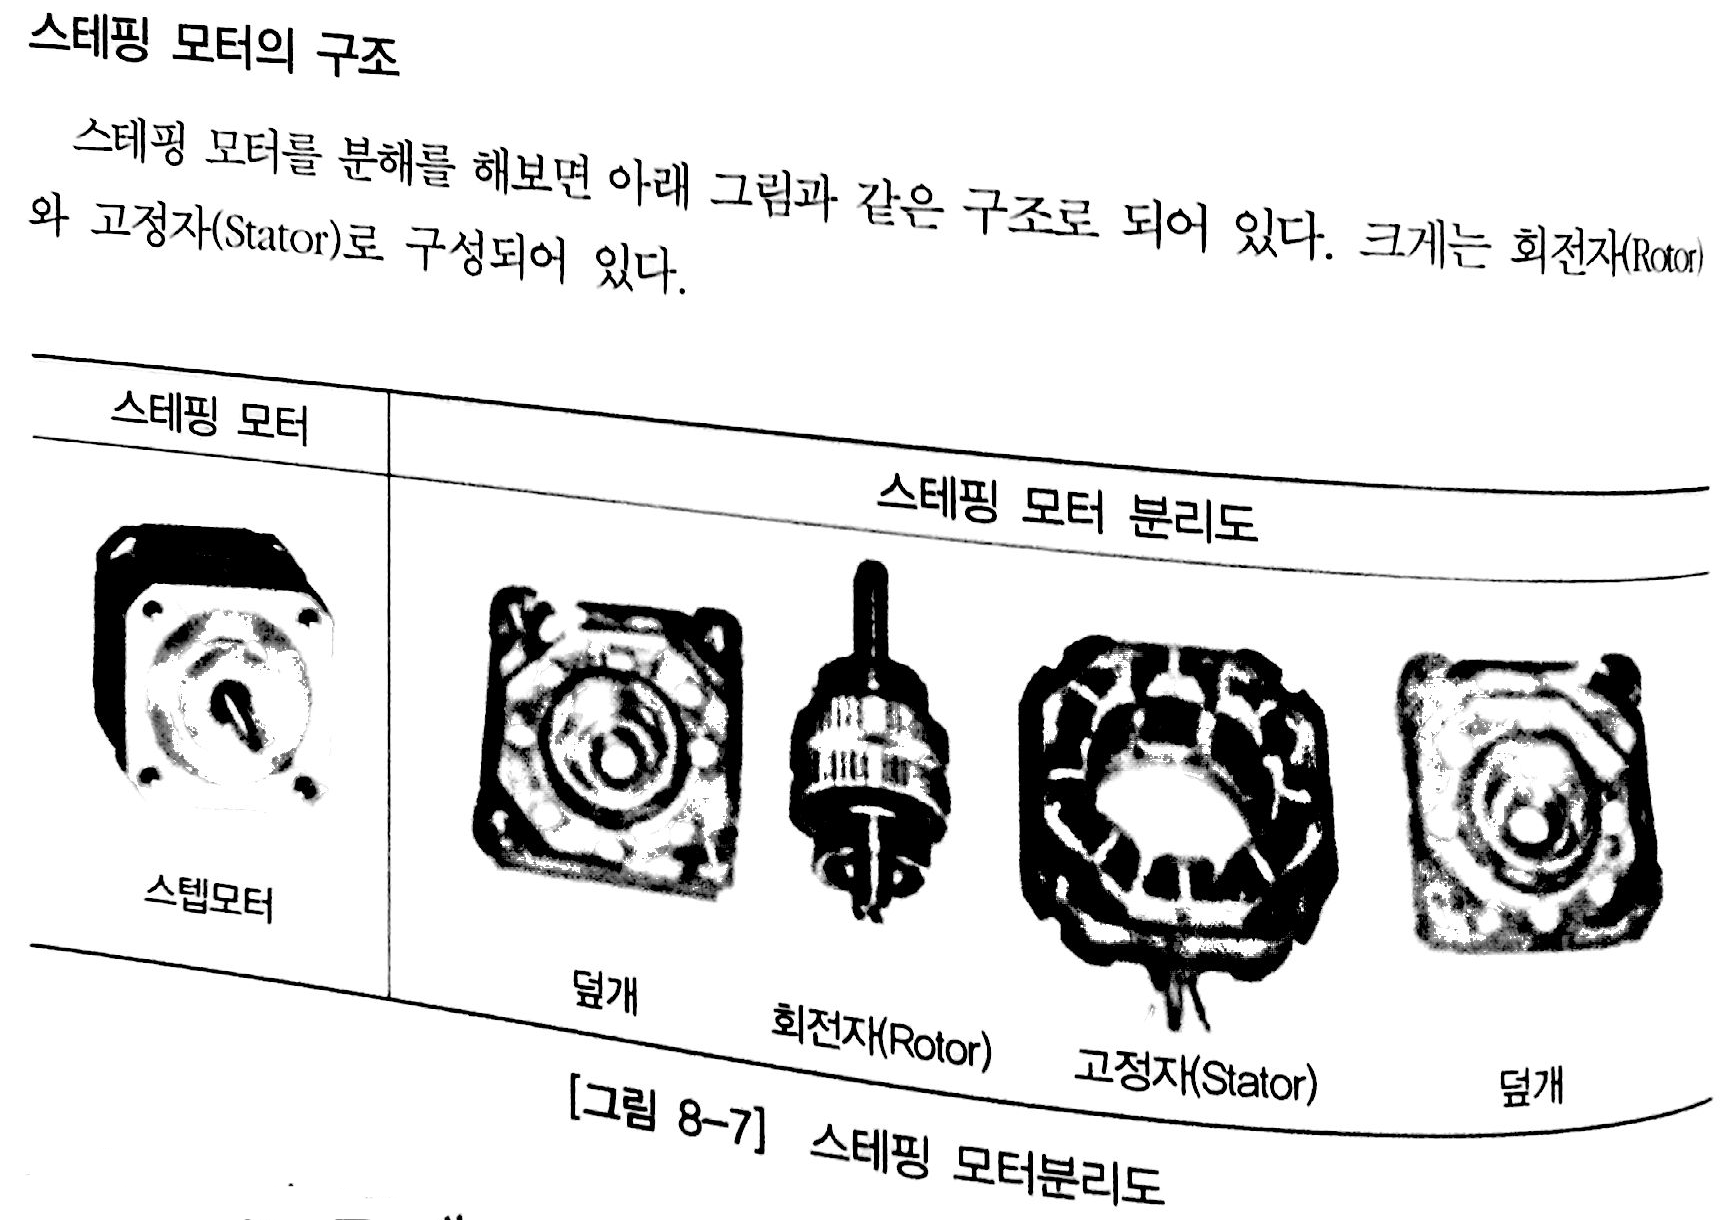 스테핑 모터의 구조
스테핑 모터를 분해를 해보면 아래 그림과 같은 구조로 되어 있다. 크게는 회전자(Rotor)
와 고정자(Stator)로 구성되어 있다.
스테핑 모터
스테핑 모터 분리도
스텝모터
덮개
회전자(Rotor)
고정자(Stator)
덮개
[그림 8-7] 스테핑 모터분리도